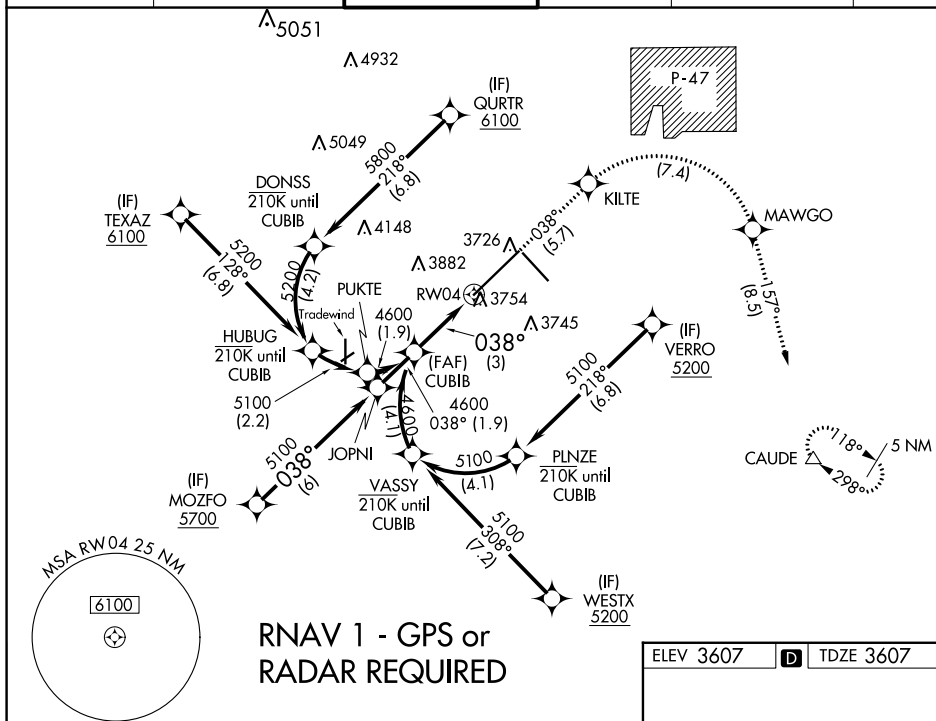 5051
4932
P-47
(IF)
QURTR
6100
5049
5800
218°
(6.8)
(7.4)
DONSS
210K until
CUBIB
KILTE
(IF)
TEXAZ
6100
MAWGO
4148
038°
(5.7)
3726
5200
128°
(6.8)
5200
(4.2)
3882
PUKTE
RW04
3754
157°
(8.5)
4600
(1.9)
Tradewind
3745
038°
(3)
(IF)
VERRO
5200
HUBUG
210K until
CUBIB
(FAF)
CUBIB
5100
218°
(6.8)
5100
(2.2)
4600
038° (1.9)
4600
(4.1)
JOPNI
5100
038°
(6)
5100
(4.1)
PLNZE
210K until
CUBIB
118°
5 NM
CAUDE
298°
(IF)
MOZFO
5700
VASSY
210K until
CUBIB
5100
308°
(7.2)
MSA RW04 25 NM
6100
(IF)
WESTX
5200
RNAV 1 - GPS or
RADAR REQUIRED
ELEV 3607 D TDZE 3607